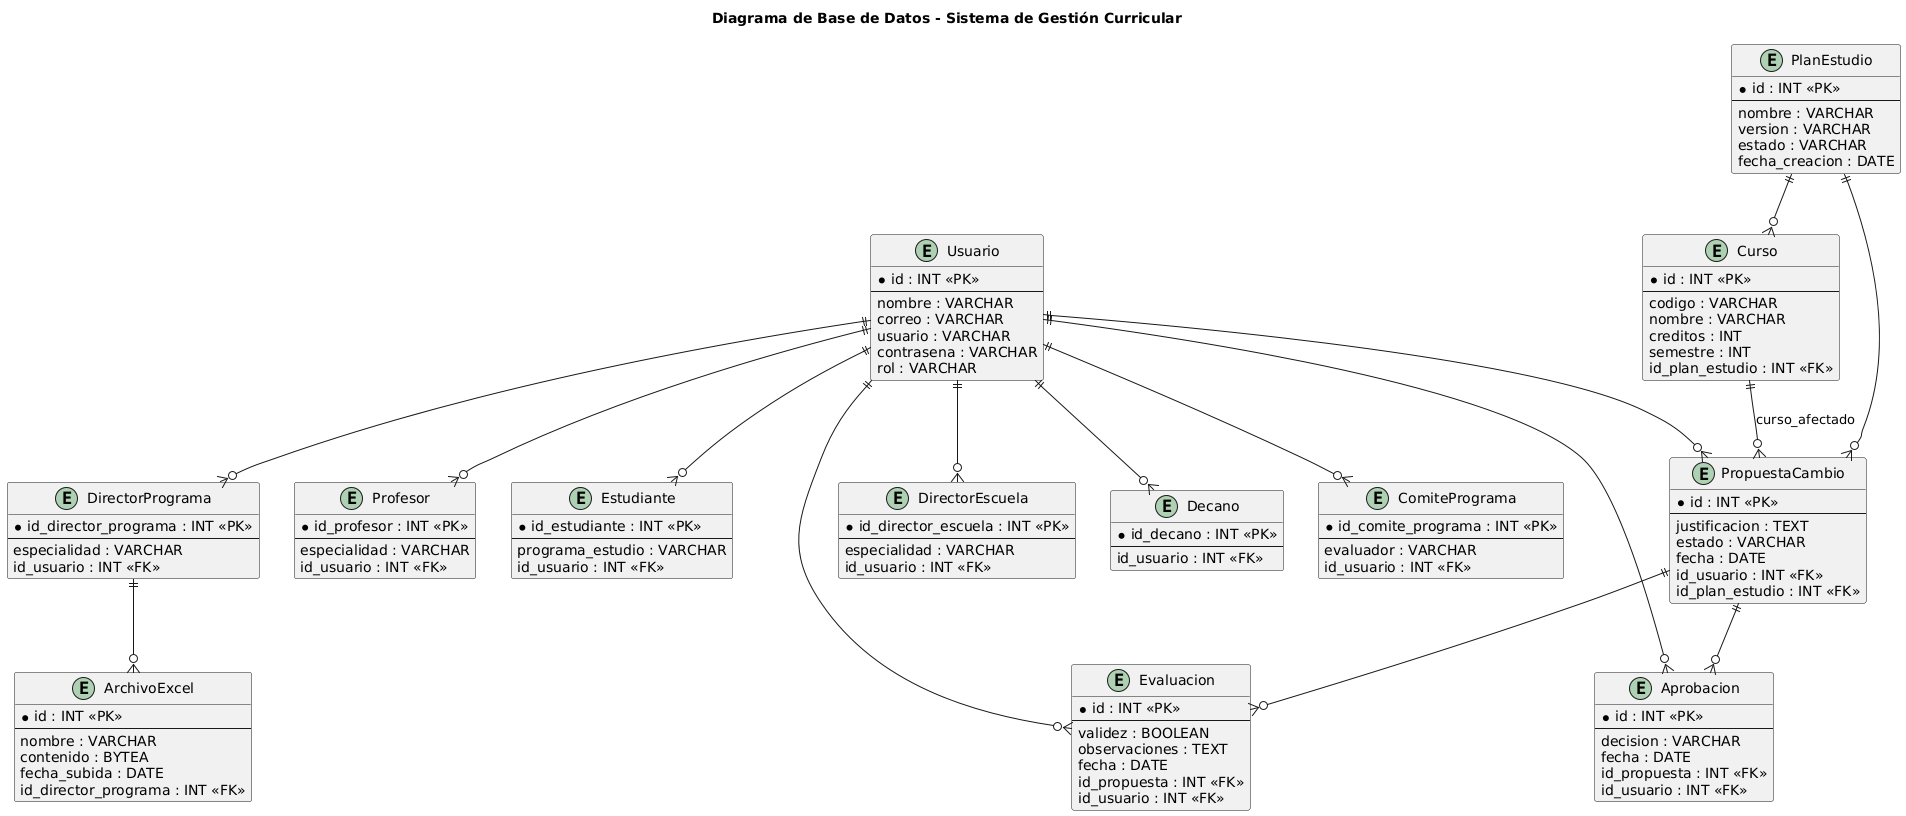 Diagrama de Base de Datos - Sistema de Gestión Curricular
E PlanEstudio
* id : INT «PK»
nombre : VARCHAR
version : VARCHAR
estado : VARCHAR
fecha_creacion : DATE
E Usuario
* id : INT «PK»
nombre : VARCHAR
correo : VARCHAR
usuario : VARCHAR
contrasena : VARCHAR
rol : VARCHAR
E Curso
* id : INT «PK»
codigo : VARCHAR
nombre : VARCHAR
creditos : INT
semestre : INT
id_plan_estudio : INT «FK»
curso_afectado
E DirectorPrograma
* id_director_programa : INT «PK»
especialidad : VARCHAR
id_usuario : INT «FK»
E Profesor
* id_profesor : INT «PK»
especialidad : VARCHAR
id_usuario : INT «FK»
E Estudiante
* id_estudiante : INT «PK»
programa_estudio : VARCHAR
id_usuario : INT «FK»
E DirectorEscuela
* id_director_escuela : INT «PK»
especialidad : VARCHAR
id_usuario : INT «FK»
E Decano
* id_decano : INT «PK»
id_usuario : INT «FK»
E ComitePrograma
* id_comite_programa : INT «PK»
evaluador : VARCHAR
id_usuario : INT «FK»
E PropuestaCambio
* id : INT «PK»
justificacion : TEXT
estado : VARCHAR
fecha : DATE
id_usuario : INT «FK»
id_plan_estudio : INT «FK»
E ArchivoExcel
* id : INT «PK»
nombre : VARCHAR
contenido : BYTEA
fecha_subida : DATE
id_director_programa : INT «FK»
E Evaluacion
* id : INT «PK»
validez : BOOLEAN
observaciones : TEXT
fecha : DATE
id_propuesta : INT «FK»
id_usuario : INT «FK»
E Aprobacion
* id : INT «PK»
decision : VARCHAR
fecha : DATE
id_propuesta : INT «FK»
id_usuario : INT «FK»